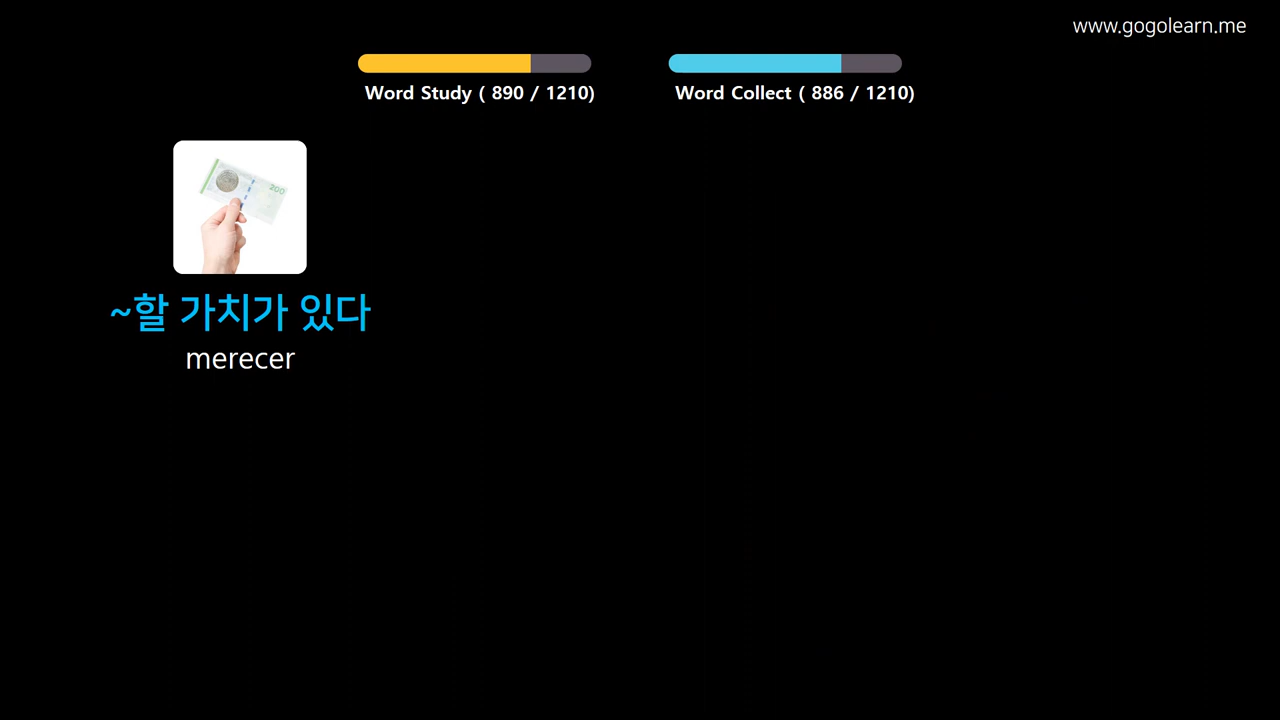 www.gogolearn.me
Word Study ( 890 / 1210)
Word Collect ( 886 / 1210)
200
~할 가치가 있다
merecer